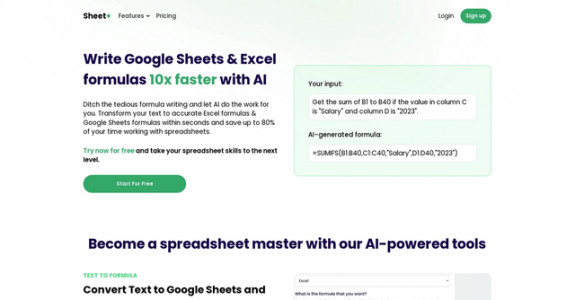 Sheet+ Features Pricing Login Sign up
Write Google Sheets & Excel
formulas 10x faster with AI
Ditch the tedious formula writing and let AI do the work for
you. Transform your text to accurate Excel formulas &
Google Sheets formulas within seconds and save up to 80%
of your time working with spreadsheets.
Try now for free and take your spreadsheet skills to the next
level.
Start For Free
Your input:
Get the sum of B1 to B40 if the value in column C
is "Salary" and column D is "2023".
AI-generated formula:
=SUMIFS(B1:B40,C1:C40,"Salary",D1:D40,"2023")
Become a spreadsheet master with our AI-powered tools
TEXT TO FORMULA
Convert Text to Google Sheets and
Excel
What is the formula that you want?